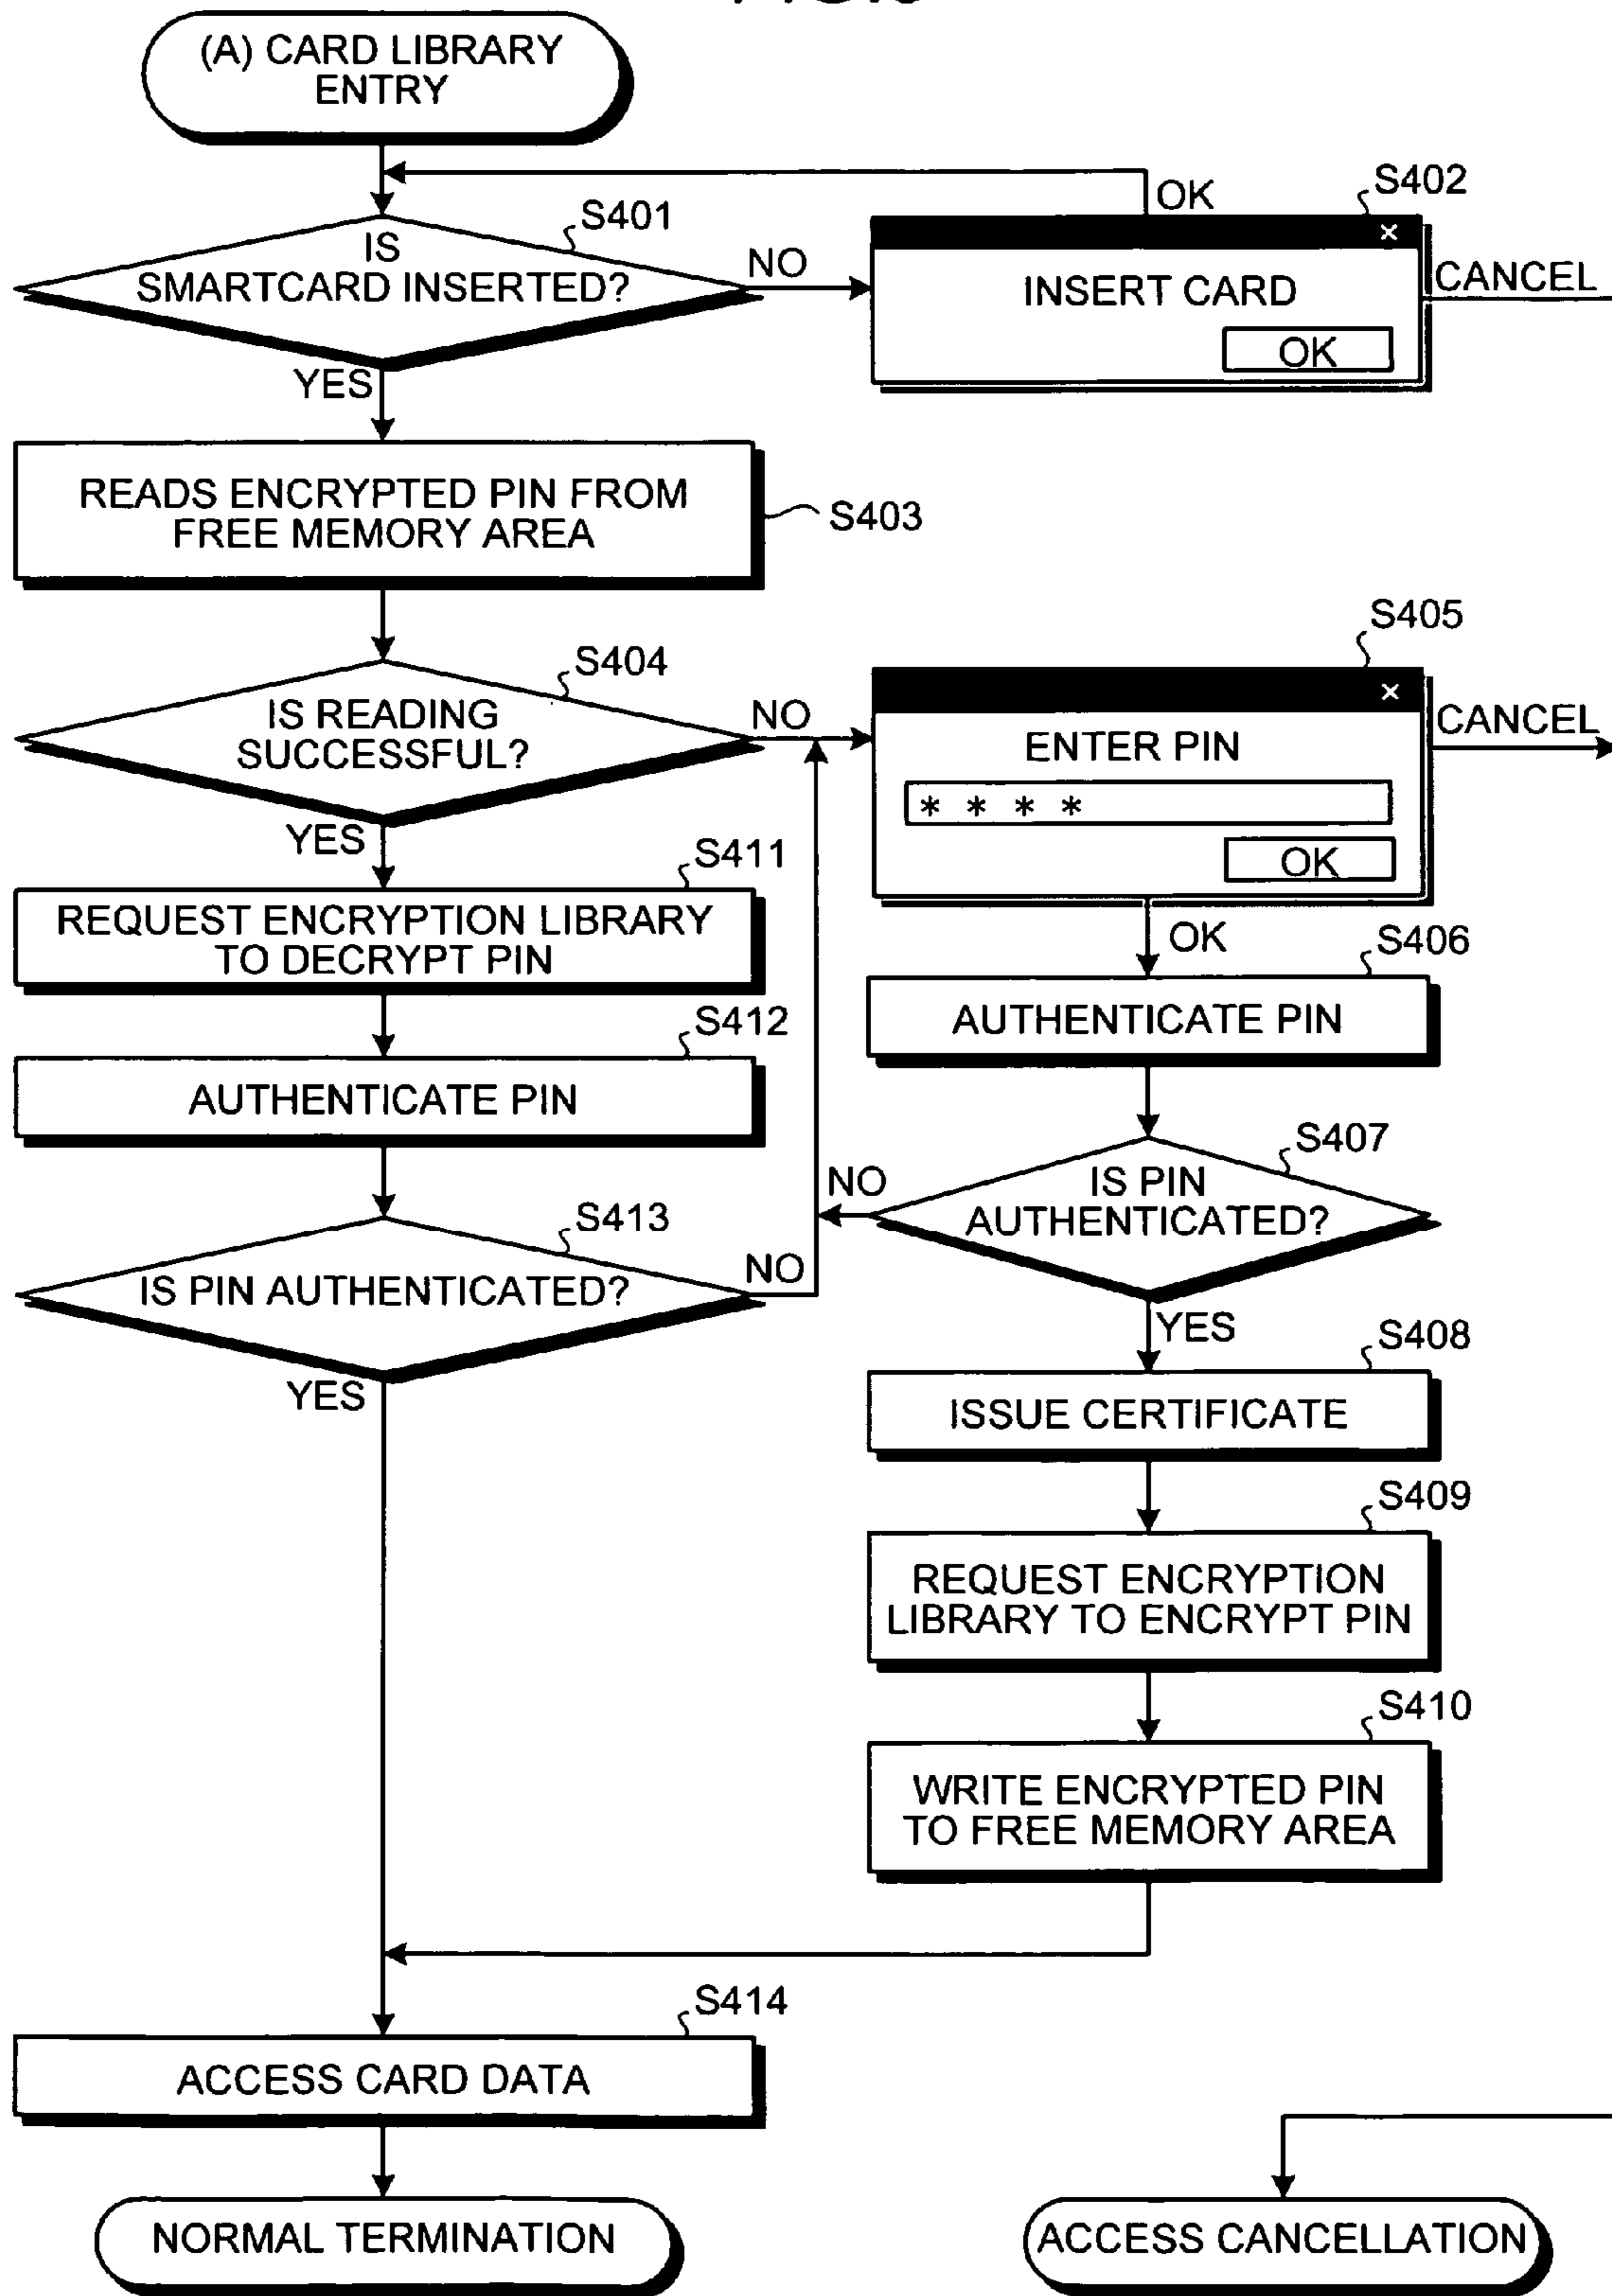 (A) CARD LIBRARY
ENTRY
OK
S402
S401
IS
SMARTCARD INSERTED?
NO
×
INSERT CARD
OK
CANCEL
YES
READS ENCRYPTED PIN FROM
FREE MEMORY AREA
S403
S405
S404
IS READING
SUCCESSFUL?
NO
×
ENTER PIN
* * * *
OK
CANCEL
YES
S411
REQUEST ENCRYPTION LIBRARY
TO DECRYPT PIN
OK
S406
AUTHENTICATE PIN
S412
AUTHENTICATE PIN
S407
IS PIN
AUTHENTICATED?
NO
S413
IS PIN AUTHENTICATED?
NO
YES
YES
S408
ISSUE CERTIFICATE
S409
REQUEST ENCRYPTION
LIBRARY TO ENCRYPT PIN
S410
WRITE ENCRYPTED PIN
TO FREE MEMORY AREA
S414
ACCESS CARD DATA
NORMAL TERMINATION
ACCESS CANCELLATION